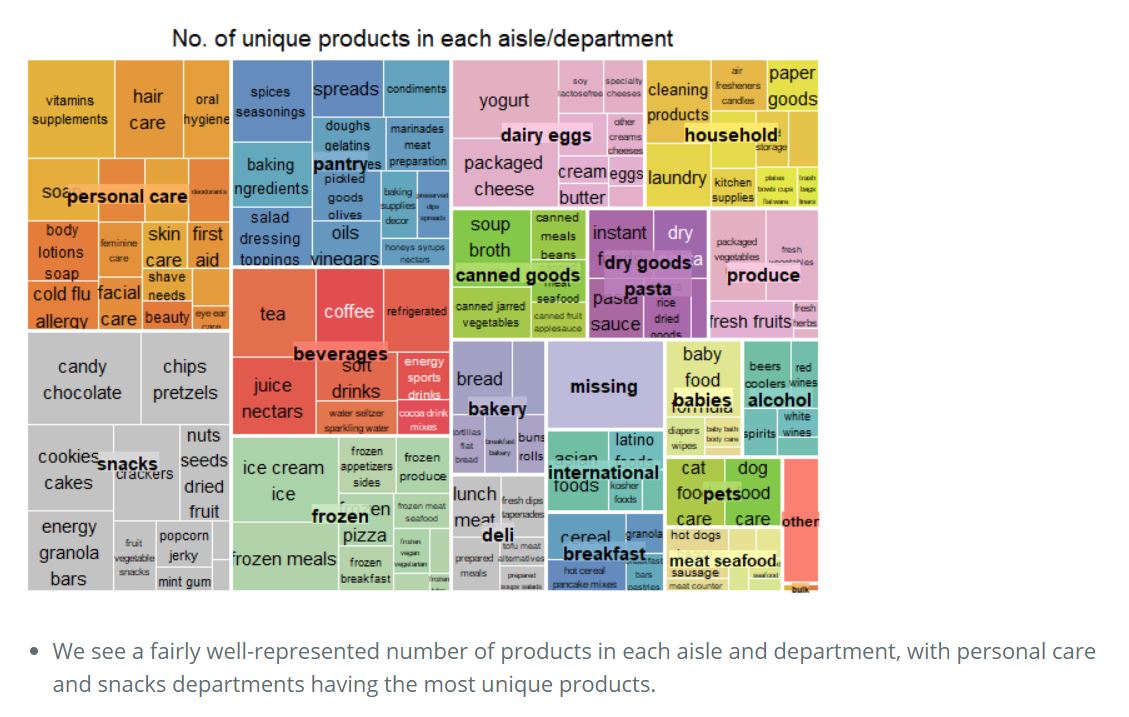 No. of unique products in each aisle/department
vitamins
supplements
hair
care
oral
hygiene
personal care
deodorants
body
lotions
soap
feminine
care
skin
care
first
aid
cold flu
allergy
facial
care
shave
needs
beauty
eye ear
care
spices
seasonings
spreads
condiments
doughs
gelatins
marinades
meat
preparation
baking
ngredients
pantry
pickled
goods
olives
baking
supplies
decor
preserved
dips
spreads
salad
dressing
toppings
oils
vinegars
honeys syrups
nectars
yogurt
soy
lactosefree
specialty
cheeses
dairy eggs
other
creams
cheeses
packaged
cheese
cream
eggs
butter
cleaning
products
air
fresheners
candles
paper
goods
household
storage
laundry
kitchen
supplies
plates
bowls cups
flatware
trash
bags
liners
soup
broth
canned
meals
beans
canned goods
meat
seafood
canned jarred
vegetables
canned fruit
applesauce
instant
dry
dry goods
pasta
pasta
sauce
rice
dried
goods
packaged
vegetables
fresh
vegetables
produce
fresh fruits
fresh
herbs
tea
coffee
refrigerated
beverages
juice
nectars
soft
drinks
energy
sports
drinks
water seltzer
sparkling water
cocoa drink
mixes
candy
chocolate
chips
pretzels
cookies
cakes
snacks
crackers
nuts
seeds
dried
fruit
energy
granola
bars
fruit
vegetable
snacks
popcorn
jerky
mint gum
ice cream
ice
frozen
appetizers
sides
frozen
produce
frozen
pizza
frozen meat
seafood
frozen meals
frozen
breakfast
frozen
vegan
vegetarian
frozen
bread
bakery
tortillas
flat
bread
breakfast
bakery
buns
rolls
missing
baby
food
formula
babies
diapers
wipes
baby bath
body care
beers
coolers
red
wines
alcohol
spirits
white
wines
lunch
meat
fresh dips
tapenades
deli
prepared
meals
tofu meat
alternatives
prepared
soups salads
asian
foods
latino
foods
international
kosher
foods
cereal
granola
breakfast
hot cereal
pancake mixes
breakfast
bars
pastries
cat
food
care
dog
food
care
pets
other
hot dogs
sausage
meat seafood
seafood
meat counter
bulk
• We see a fairly well-represented number of products in each aisle and department, with personal care
and snacks departments having the most unique products.